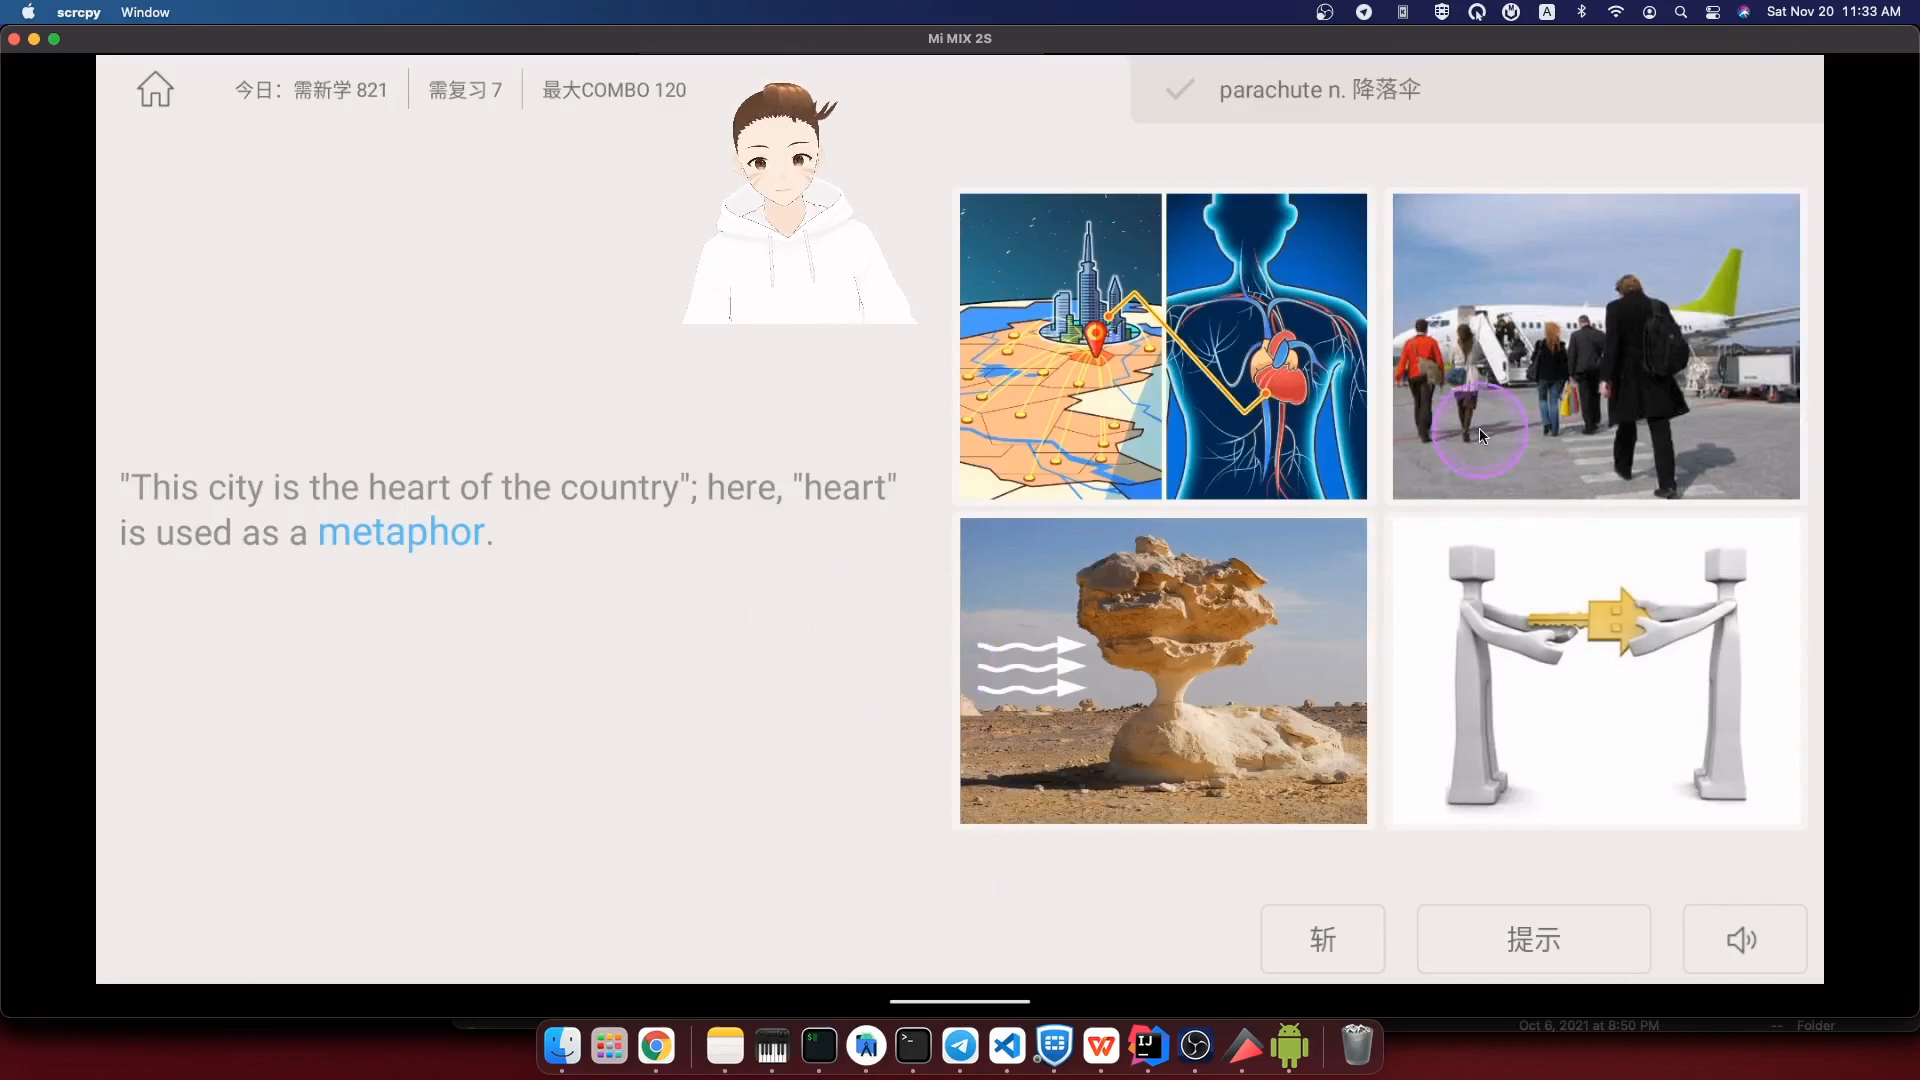 scrcpy Window
A
Sat Nov 20 11:33 AM
Mi MIX 2S
今日：需新学 821
需复习 7
最大COMBO 120
parachute n. 降落伞
"This city is the heart of the country"; here, "heart"
is used as a metaphor.
斩
提示
Oct 6, 2021 at 8:50 PM
--
Folder